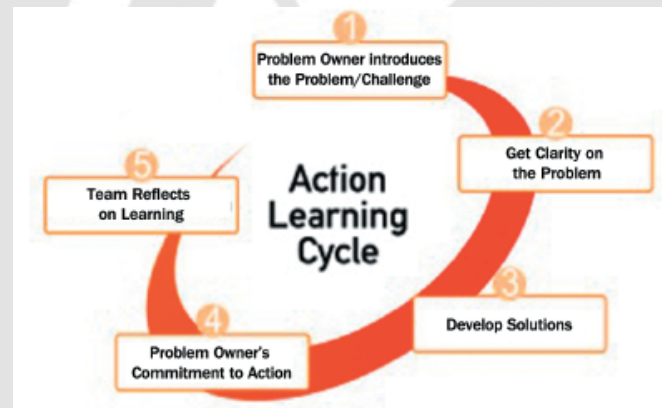 1
Problem Owner introduces
the Problem/Challenge
2
Get Clarity on
the Problem
3
Develop Solutions
4
Problem Owner's
Commitment to Action
5
Team Reflects
on Learning
Action
Learning
Cycle